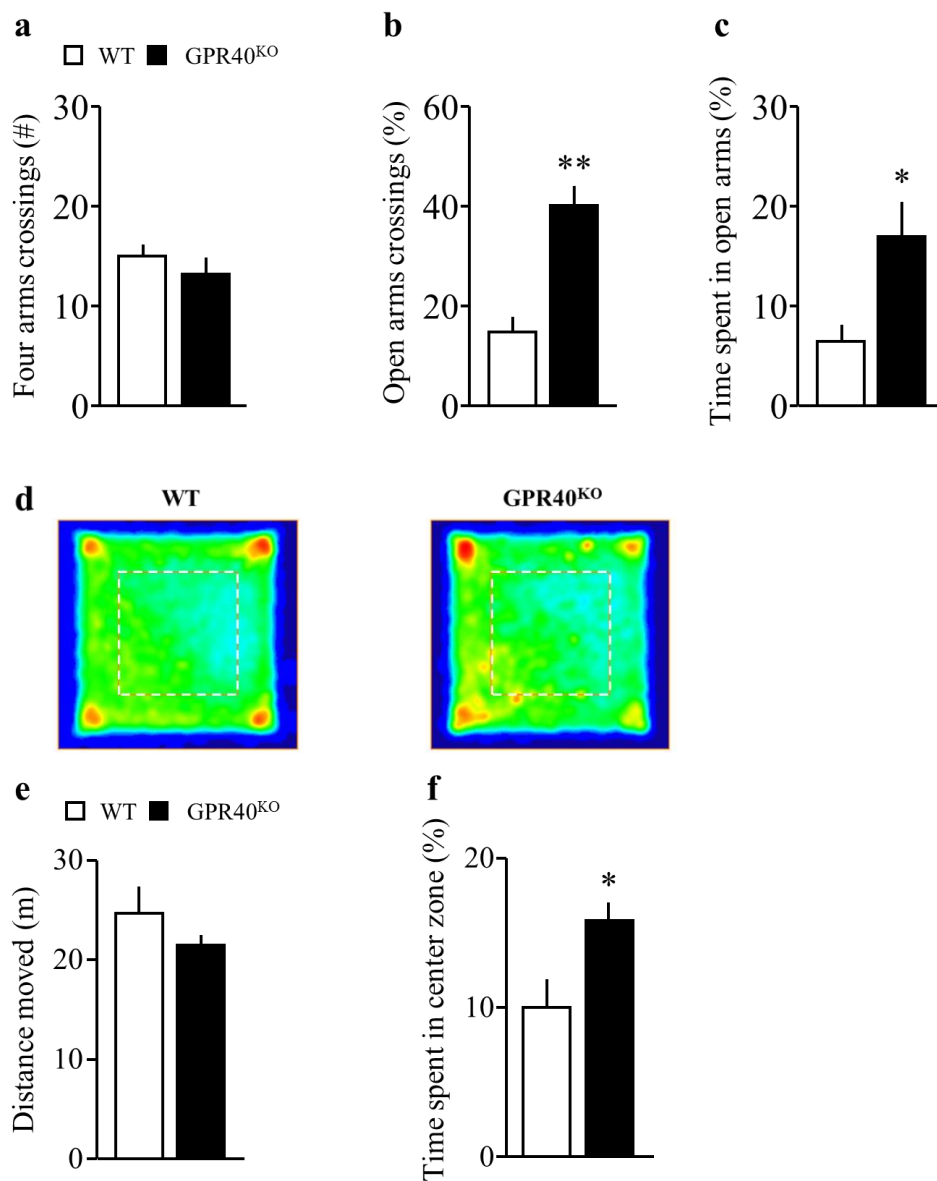 a
WT GPR40KO
Four arms crossings (#)
30
20
10
0
b
Open arms crossings (%)
60
40
20
0
**
c
Time spent in open arms (%)
30
20
10
0
*
d
WT
GPR40KO
e
WT GPR40KO
Distance moved (m)
30
20
10
0
f
Time spent in center zone (%)
20
10
0
*